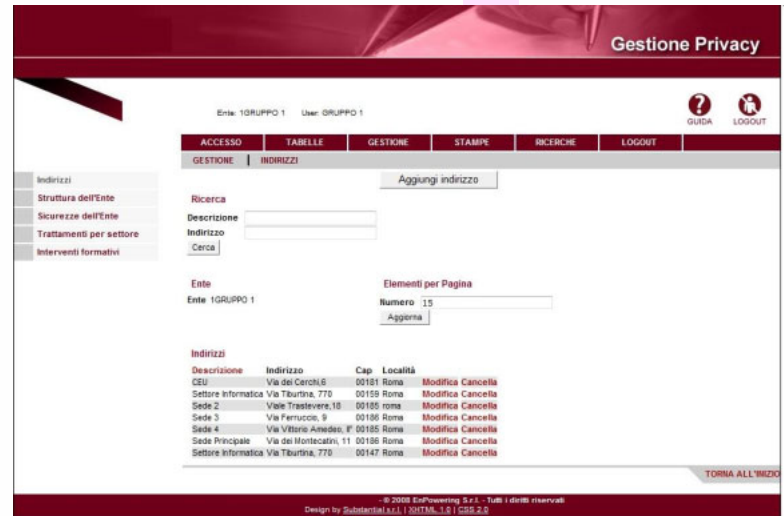 Gestione Privacy
Ente: 1GRUPPO 1 User: GRUPPO 1
GUIDA LOGOUT
ACCESSO TABELLE GESTIONE STAMPE RICERCHE LOGOUT
GESTIONE | INDIRIZZI
Indirizzi
Struttura dell'Ente
Sicurezze dell'Ente
Trattamenti per settore
Interventi formativi
Aggiungi indirizzo
Ricerca
Descrizione
Indirizzo
Cerca
Ente
Ente 1GRUPPO 1
Elementi per Pagina
Numero 15
Aggiorna
Indirizzi
Descrizione Indirizzo Cap Località
CEU Via dei Cerchi,6 00181 Roma Modifica Cancella
Settore Informatica Via Tiburtina, 770 00159 Roma Modifica Cancella
Sede 2 Viale Trastevere,18 00185 roma Modifica Cancella
Sede 3 Via Ferruccio, 9 00186 Roma Modifica Cancella
Sede 4 Via Vittorio Amedeo, 00185 Roma Modifica Cancella
Sede Principale Via dei Montecatini, 11 00186 Roma Modifica Cancella
Settore Informatica Via Tiburtina, 770 00147 Roma Modifica Cancella
TORNA ALL'INIZIO
- © 2008 EnPowering S.r.l. - Tutti i diritti riservati
Design by Substantial s.r.l. | XHTML 1.0 | CSS 2.0